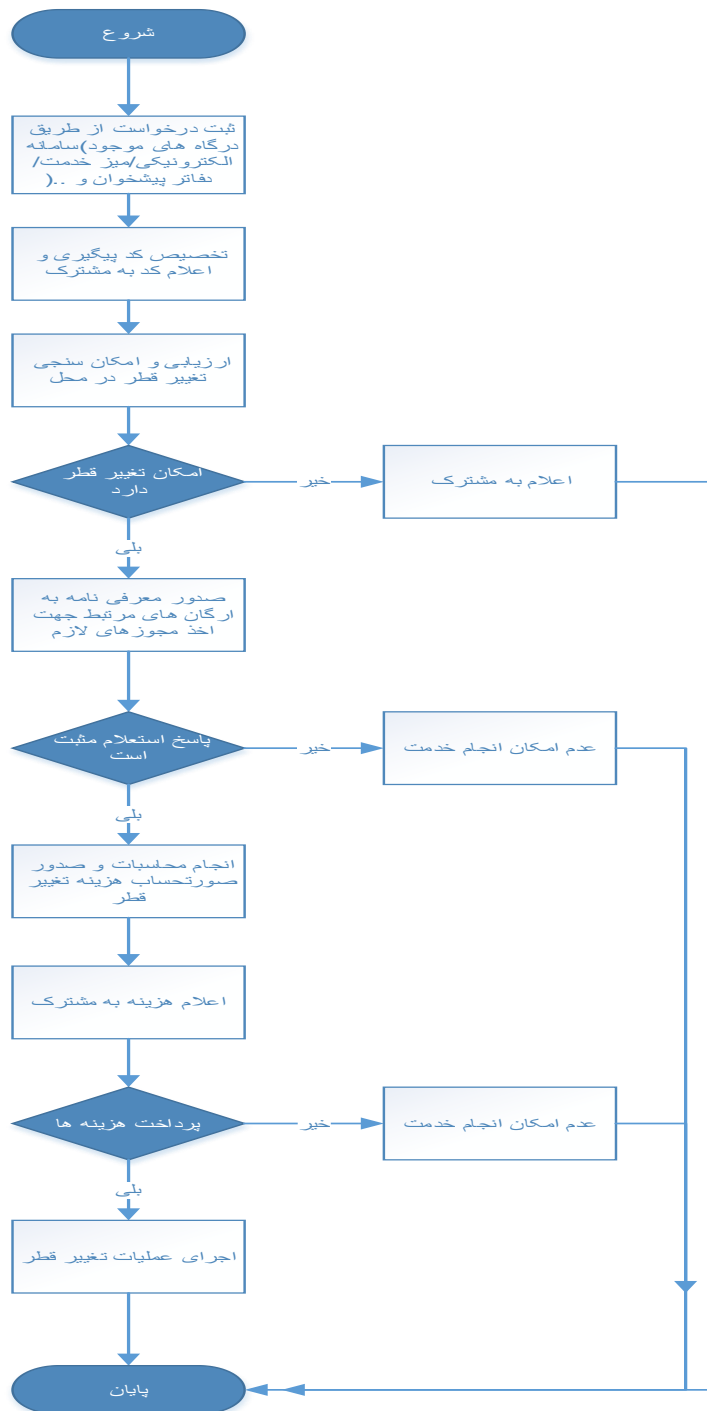 شروع
ثبت درخواست از طریق
درگاه های موجود)سامانه
الکترونیکی/میز خدمت/
دفاتر پیشخوان و ..(
تخصیص کد پیگیری و
اعلام کد به مشترک
ارزیابی و امکان سنجی
تغییر قطر در محل
امکان تغییر قطر
دارد
خیر
اعلام به مشترک
بلی
صدور معرفی نامه به
ارگان های مرتبط جهت
اخذ مجوزهای لازم
پاسخ استعلام مثبت
است
خیر
عدم امکان انجام خدمت
بلی
انجام محاسبات و صدور
صورتحساب هزینه تغییر
قطر
اعلام هزینه به مشترک
پرداخت هزینه ها
خیر
عدم امکان انجام خدمت
بلی
اجرای عملیات تغییر قطر
پایان